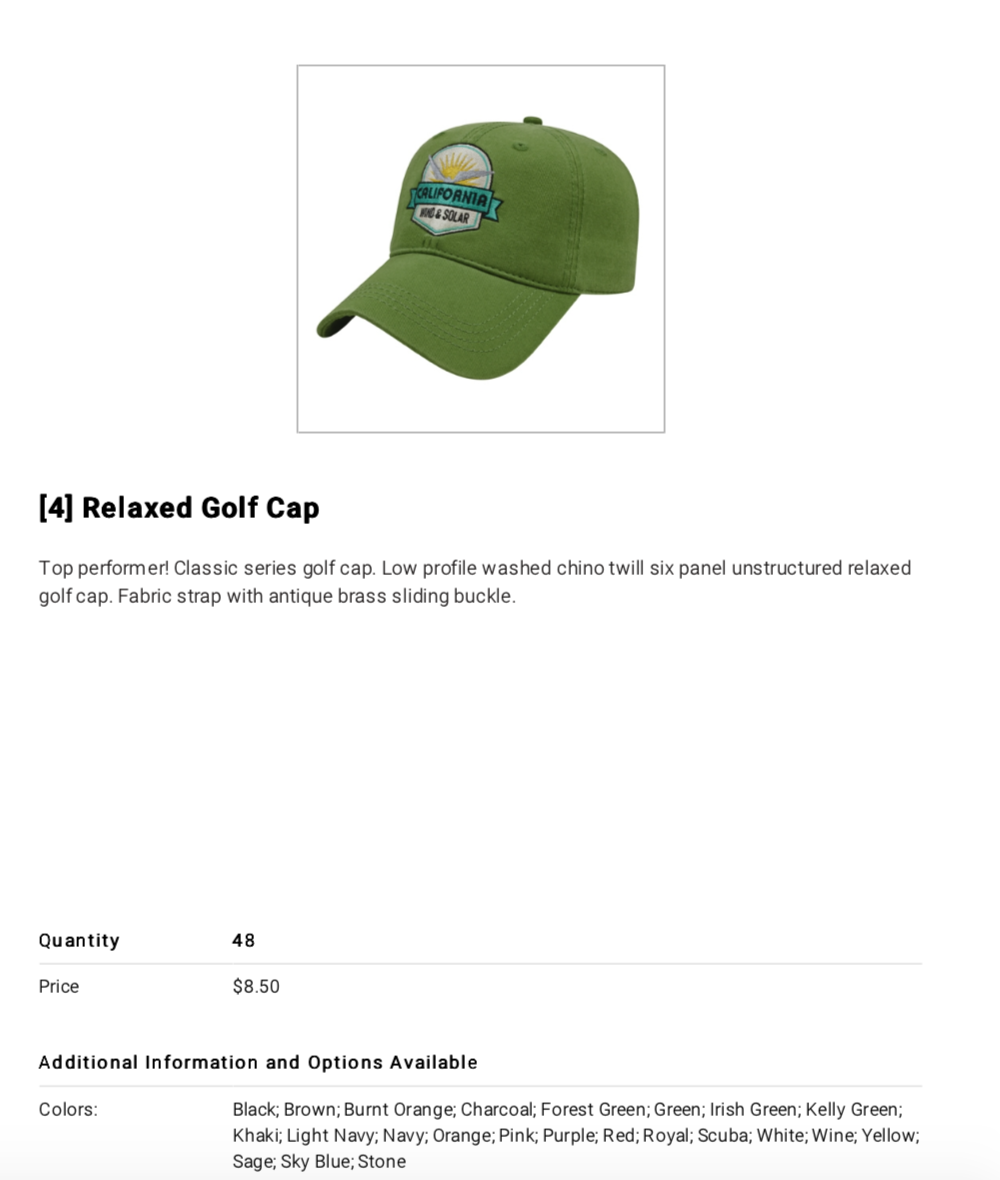 CALIFORNIA
WIND & SOLAR
[4] Relaxed Golf Cap
Top performer! Classic series golf cap. Low profile washed chino twill six panel unstructured relaxed
golf cap. Fabric strap with antique brass sliding buckle.
Quantity 48
Price $8.50
Additional Information and Options Available
Colors: Black; Brown; Burnt Orange; Charcoal; Forest Green; Green; Irish Green; Kelly Green;
Khaki; Light Navy; Navy; Orange; Pink; Purple; Red; Royal; Scuba; White; Wine; Yellow;
Sage; Sky Blue; Stone